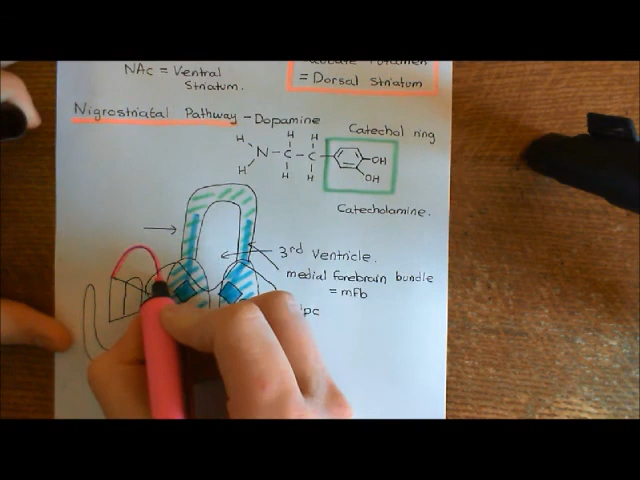 NAc = Ventral
Striatum.
= Dorsal Striatum
Nigrostriatal Pathway - Dopamine
Catechol ring
H H H
N - C - C - OH
H H H OH
Catecholamine.
3rd Ventricle.
medial forebrain bundle
= mFb